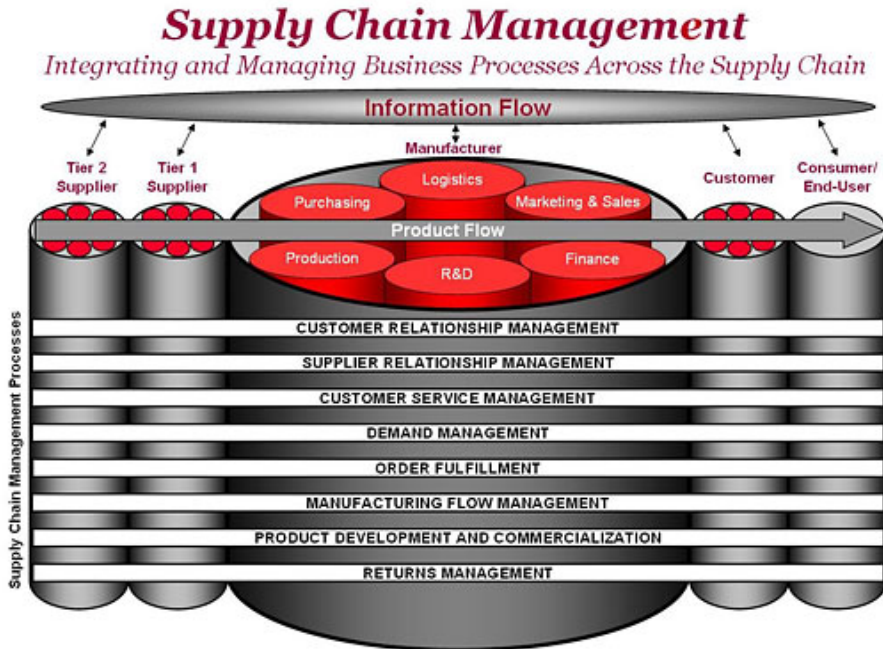 Supply Chain Management
Integrating and Managing Business Processes Across the Supply Chain
Information Flow
Tier 2
Supplier
Tier 1
Supplier
Manufacturer
Customer
Consumer/
End-User
Logistics
Purchasing
Marketing & Sales
Product Flow
Production
R&D
Finance
Supply Chain Management Processes
CUSTOMER RELATIONSHIP MANAGEMENT
SUPPLIER RELATIONSHIP MANAGEMENT
CUSTOMER SERVICE MANAGEMENT
DEMAND MANAGEMENT
ORDER FULFILLMENT
MANUFACTURING FLOW MANAGEMENT
PRODUCT DEVELOPMENT AND COMMERCIALIZATION
RETURNS MANAGEMENT